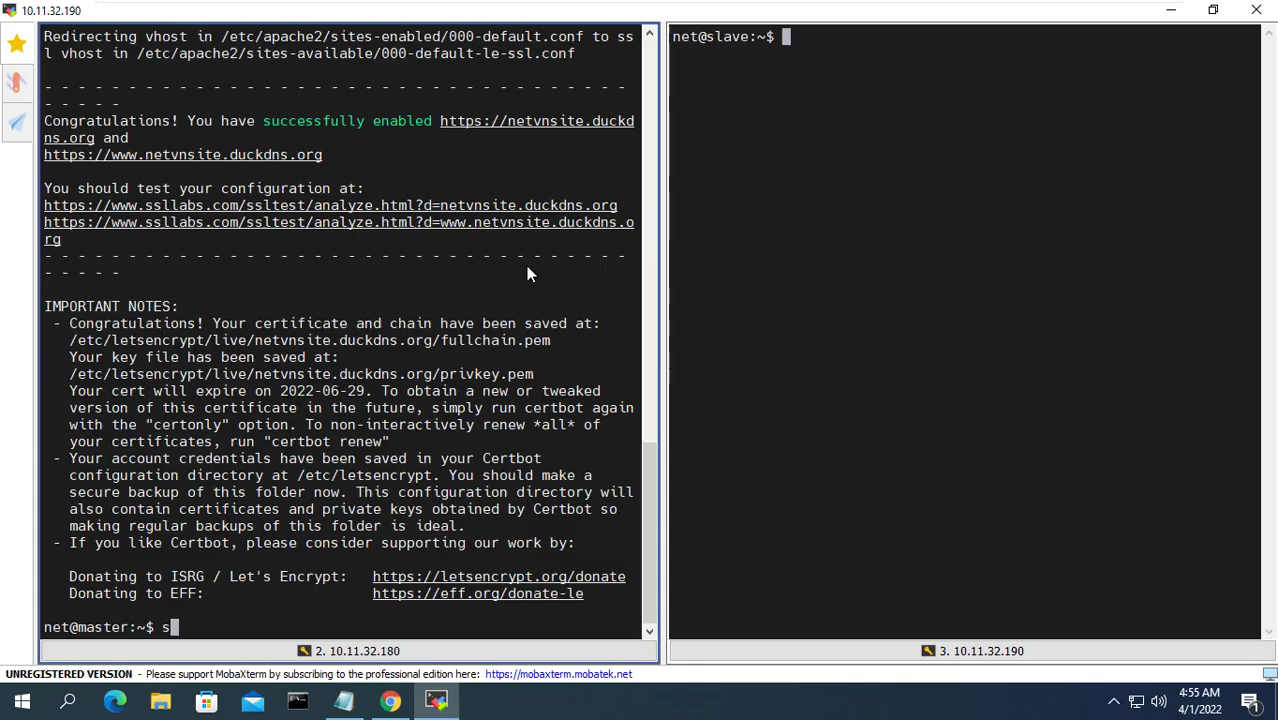 10.11.32.190
Redirecting vhost in /etc/apache2/sites-enabled/000-default.conf to ss
l vhost in /etc/apache2/sites-available/000-default-le-ssl.conf
- - - - - - - - - - - - - - - - - - - - - - - - - - - - - - - - - - -
- - - - -
Congratulations! You have successfully enabled https://netvnsite.duckd
ns.org and
https://www.netvnsite.duckdns.org
You should test your configuration at:
https://www.ssllabs.com/ssltest/analyze.html?d=netvnsite.duckdns.org
https://www.ssllabs.com/ssltest/analyze.html?d=www.netvnsite.duckdns.o
rg
- - - - - - - - - - - - - - - - - - - - - - - - - - - - - - - - - - -
- - - - -
IMPORTANT NOTES:
- Congratulations! Your certificate and chain have been saved at:
/etc/letsencrypt/live/netvnsite.duckdns.org/fullchain.pem
Your key file has been saved at:
/etc/letsencrypt/live/netvnsite.duckdns.org/privkey.pem
Your cert will expire on 2022-06-29. To obtain a new or tweaked
version of this certificate in the future, simply run certbot again
with the "certonly" option. To non-interactively renew *all* of
your certificates, run "certbot renew"
- Your account credentials have been saved in your Certbot
configuration directory at /etc/letsencrypt. You should make a
secure backup of this folder now. This configuration directory will
also contain certificates and private keys obtained by Certbot so
making regular backups of this folder is ideal.
- If you like Certbot, please consider supporting our work by:
Donating to ISRG / Let's Encrypt: https://letsencrypt.org/donate
Donating to EFF: https://eff.org/donate-le
net@master:~$ s
2. 10.11.32.180
net@slave:~$
3. 10.11.32.190
UNREGISTERED VERSION - Please support MobaXterm by subscribing to the professional edition here: https://mobaxterm.mobatek.net
4:55 AM
4/1/2022
1